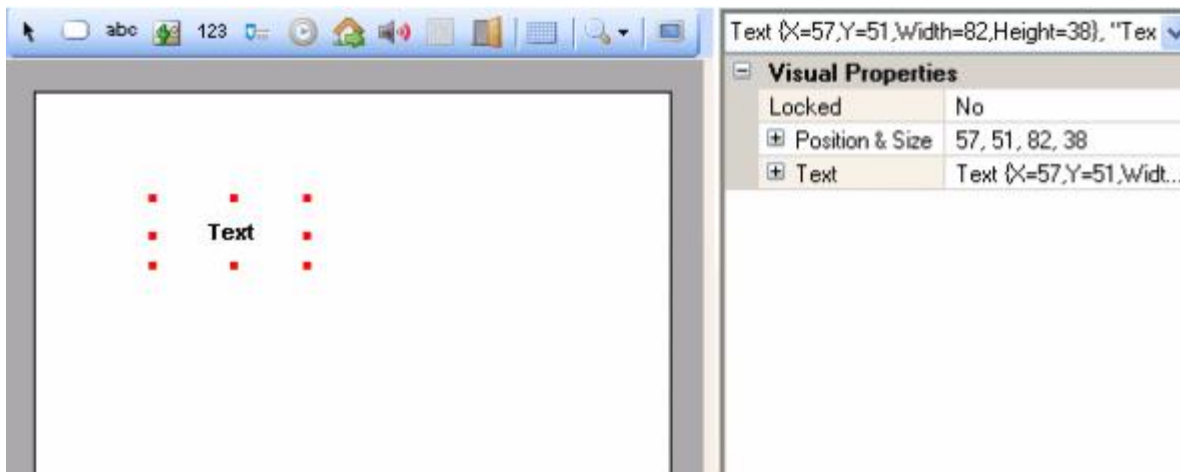 abc 123
Text {X=57,Y=51,Width=82,Height=38}, "Tex
Visual Properties
Locked No
Position & Size 57, 51, 82, 38
Text Text {X=57,Y=51,Widt...
Text